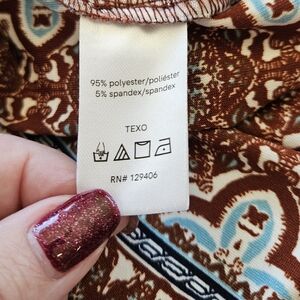 95% polyester/poliéster
5% spandex/spandex
TEXO
RN# 129406